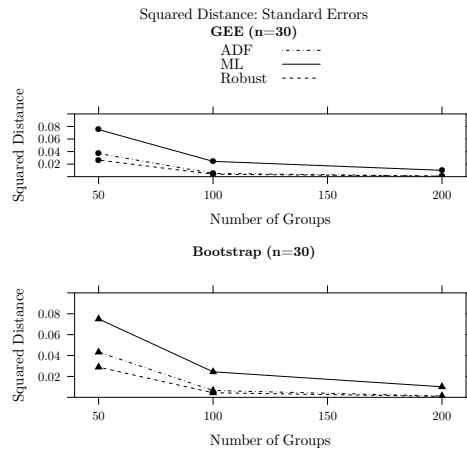 Squared Distance: Standard Errors
GEE (n=30)
ADF
ML
Robust
Squared Distance
0.08
0.06
0.04
0.02
50
100
150
200
Number of Groups
Bootstrap (n=30)
Squared Distance
0.08
0.06
0.04
0.02
50
100
150
200
Number of Groups